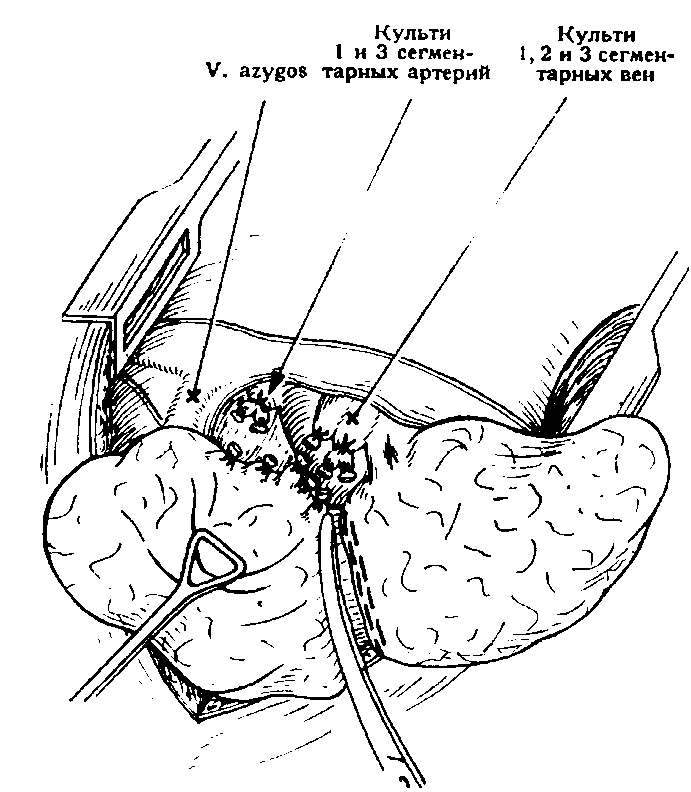 V. azygos
Культи
1 и 3 сегмен-
тарных артерий
Культи
1, 2 и 3 сегмен-
тарных вен